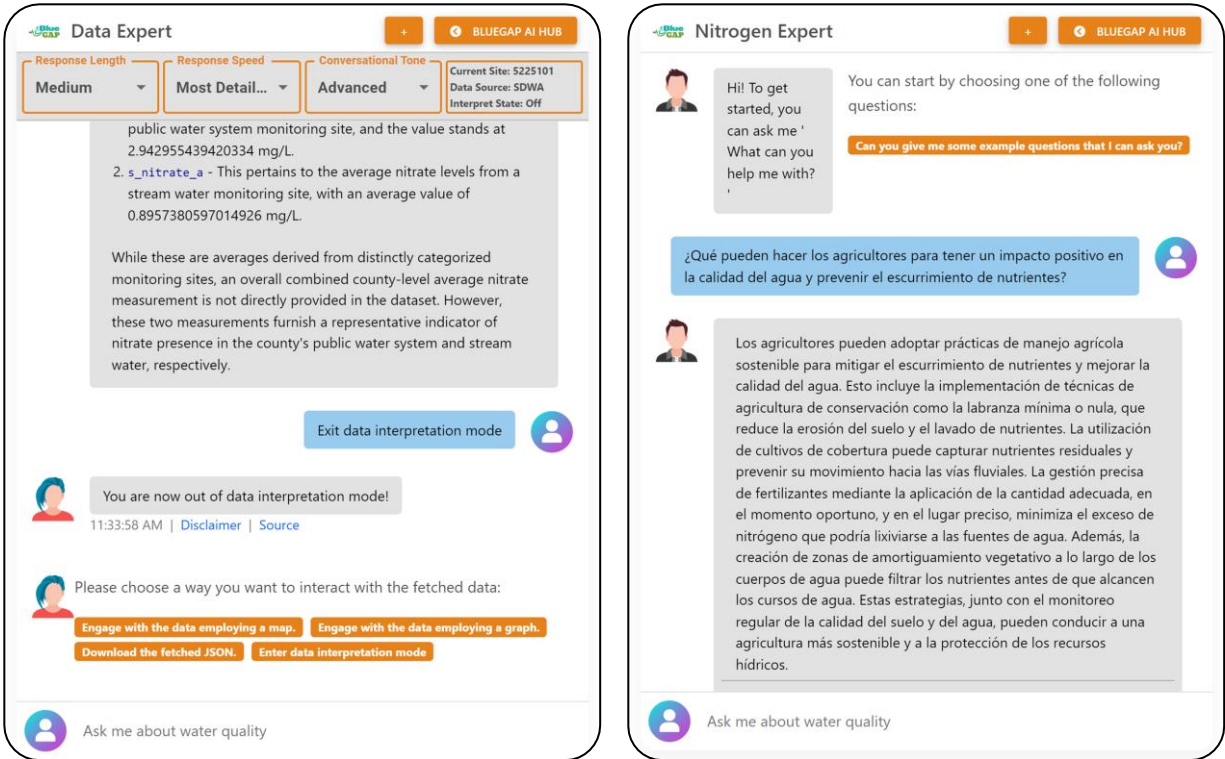 Blue GAP Data Expert
+
BLUEGAP AI HUB
Response Length
Medium
Response Speed
Most Detail...
Conversational Tone
Advanced
Current Site: 5225101
Data Source: SDWA
Interpret State: Off
public water system monitoring site, and the value stands at
2.942955439420334 mg/L.
2. s_nitrate_a - This pertains to the average nitrate levels from a
stream water monitoring site, with an average value of
0.8957380597014926 mg/L.
While these are averages derived from distinctly categorized
monitoring sites, an overall combined county-level average nitrate
measurement is not directly provided in the dataset. However,
these two measurements furnish a representative indicator of
nitrate presence in the county's public water system and stream
water, respectively.
Exit data interpretation mode
You are now out of data interpretation mode!
11:33:58 AM | Disclaimer | Source
Please choose a way you want to interact with the fetched data:
Engage with the data employing a map. Engage with the data employing a graph.
Download the fetched JSON. Enter data interpretation mode
Ask me about water quality
Blue GAP Nitrogen Expert
+
BLUEGAP AI HUB
Hi! To get
started, you
can ask me '
What can you
help me with?
'
You can start by choosing one of the following
questions:
Can you give me some example questions that I can ask you?
¿Qué pueden hacer los agricultores para tener un impacto positivo en
la calidad del agua y prevenir el escurrimiento de nutrientes?
Los agricultores pueden adoptar prácticas de manejo agrícola
sostenible para mitigar el escurrimiento de nutrientes y mejorar la
calidad del agua. Esto incluye la implementación de técnicas de
agricultura de conservación como la labranza mínima o nula, que
reduce la erosión del suelo y el lavado de nutrientes. La utilización
de cultivos de cobertura puede capturar nutrientes residuales y
prevenir su movimiento hacia las vías fluviales. La gestión precisa
de fertilizantes mediante la aplicación de la cantidad adecuada, en
el momento oportuno, y en el lugar preciso, minimiza el exceso de
nitrógeno que podría lixiviarse a las fuentes de agua. Además, la
creación de zonas de amortiguamiento vegetativo a lo largo de los
cuerpos de agua puede filtrar los nutrientes antes de que alcancen
los cursos de agua. Estas estrategias, junto con el monitoreo
regular de la calidad del suelo y del agua, pueden conducir a una
agricultura más sostenible y a la protección de los recursos
hídricos.
Ask me about water quality